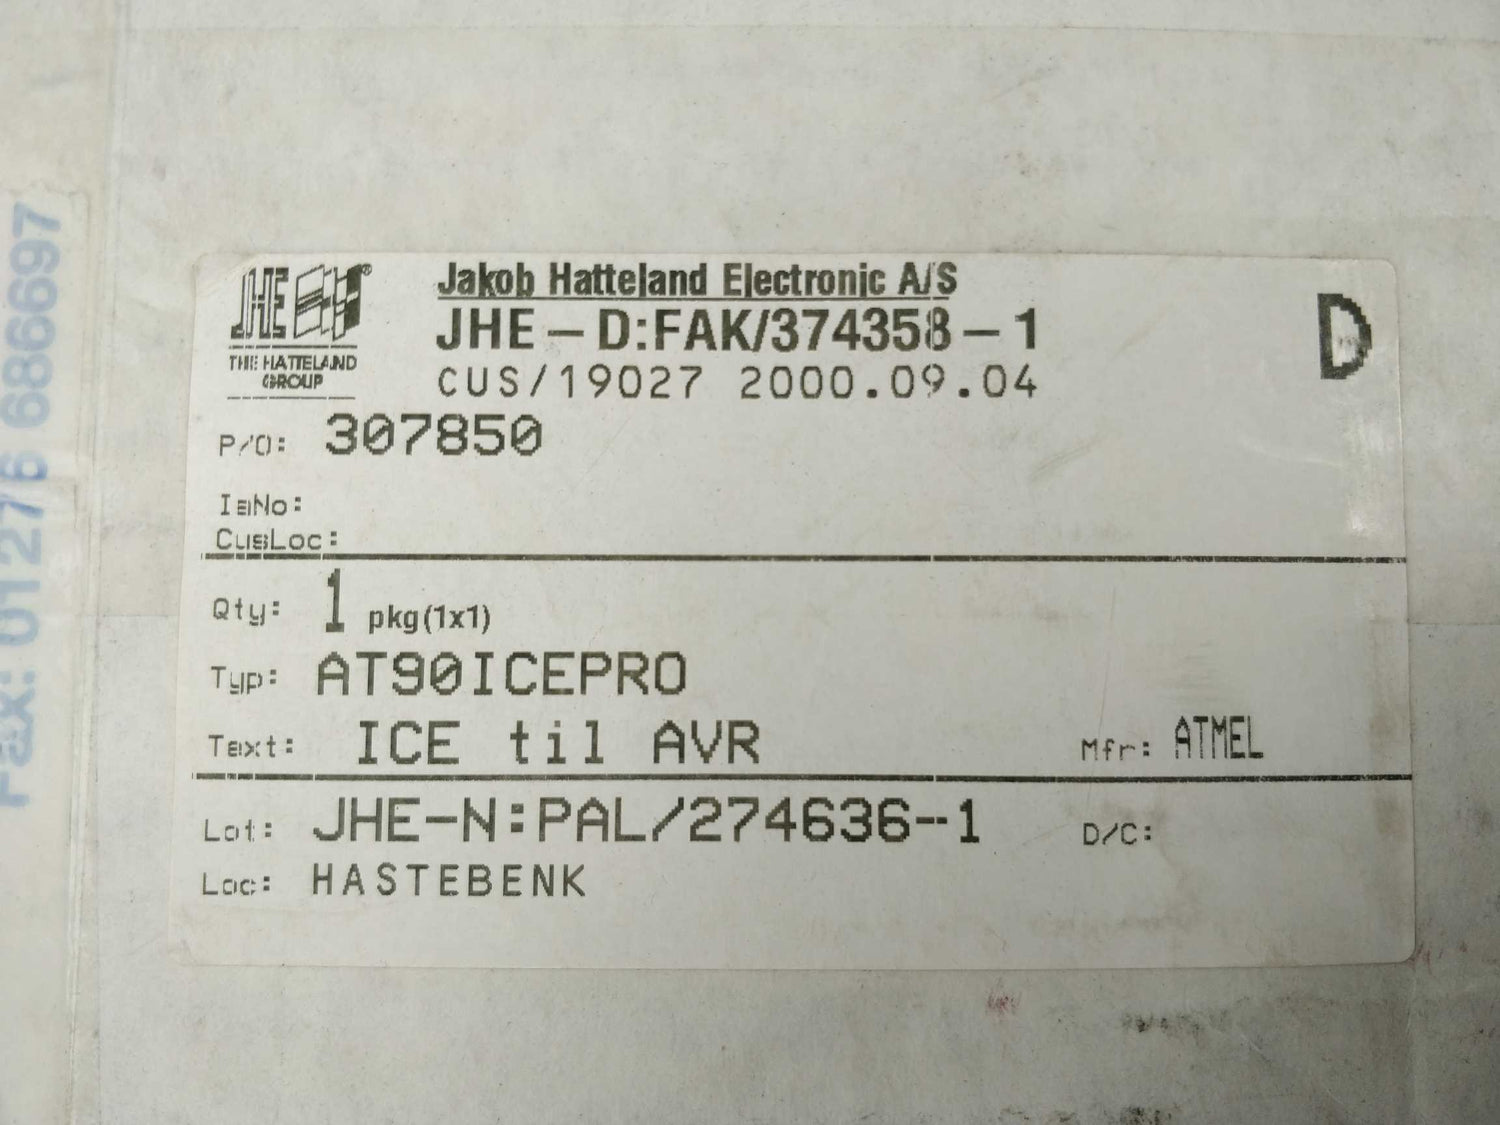 JHE ®
THE HATTELAND
GROUP
Jakob Hatteland Electronic A/S
JHE-D:FAK/374358-1
D
CUS/19027 2000.09.04
P/O: 307850
IsNo:
CusLoc:
Qty: 1 pkg(1x1)
Typ: AT90ICEPRO
Text: ICE til AVR
Mfr: ATMEL
Lot: JHE-N:PAL/274636-1
D/C:
Loc: HASTEBENK
Fax: 01276 686697